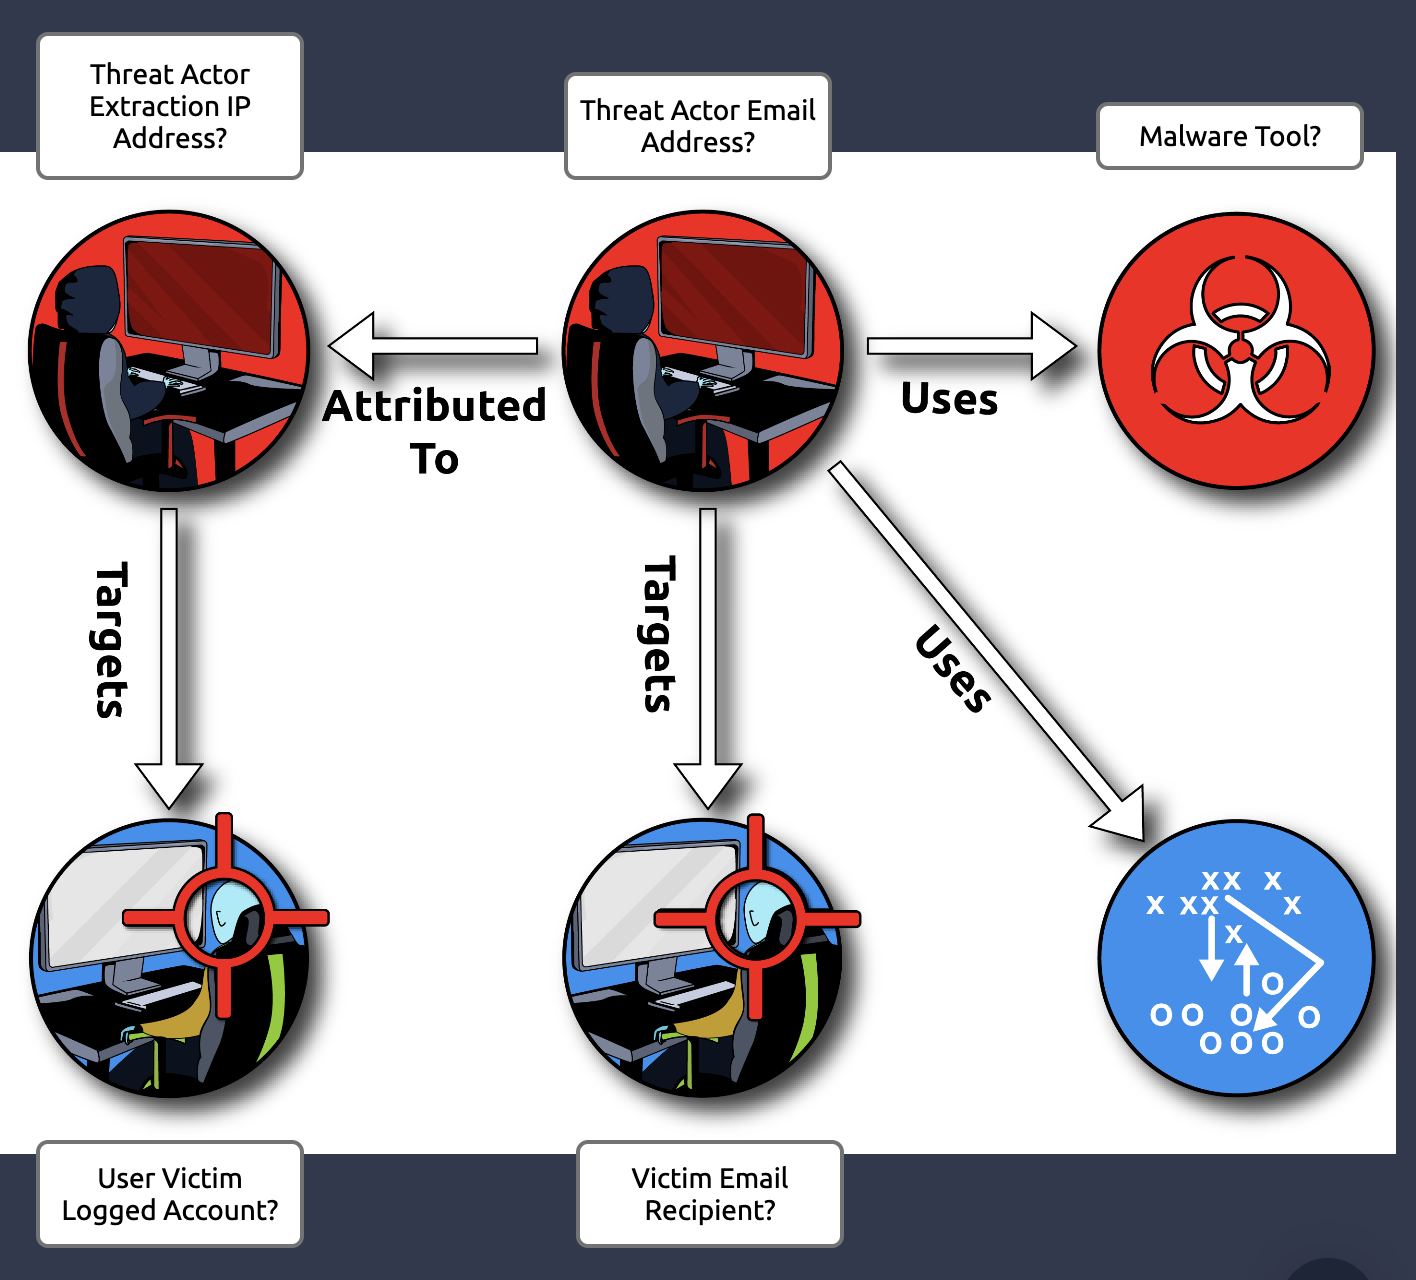 Threat Actor
Extraction IP
Address?
Threat Actor Email
Address?
Malware Tool?
Attributed
To
Uses
Targets
Targets
Uses
xx x
x xx x
x
o
o o o o
o o o
User Victim
Logged Account?
Victim Email
Recipient?